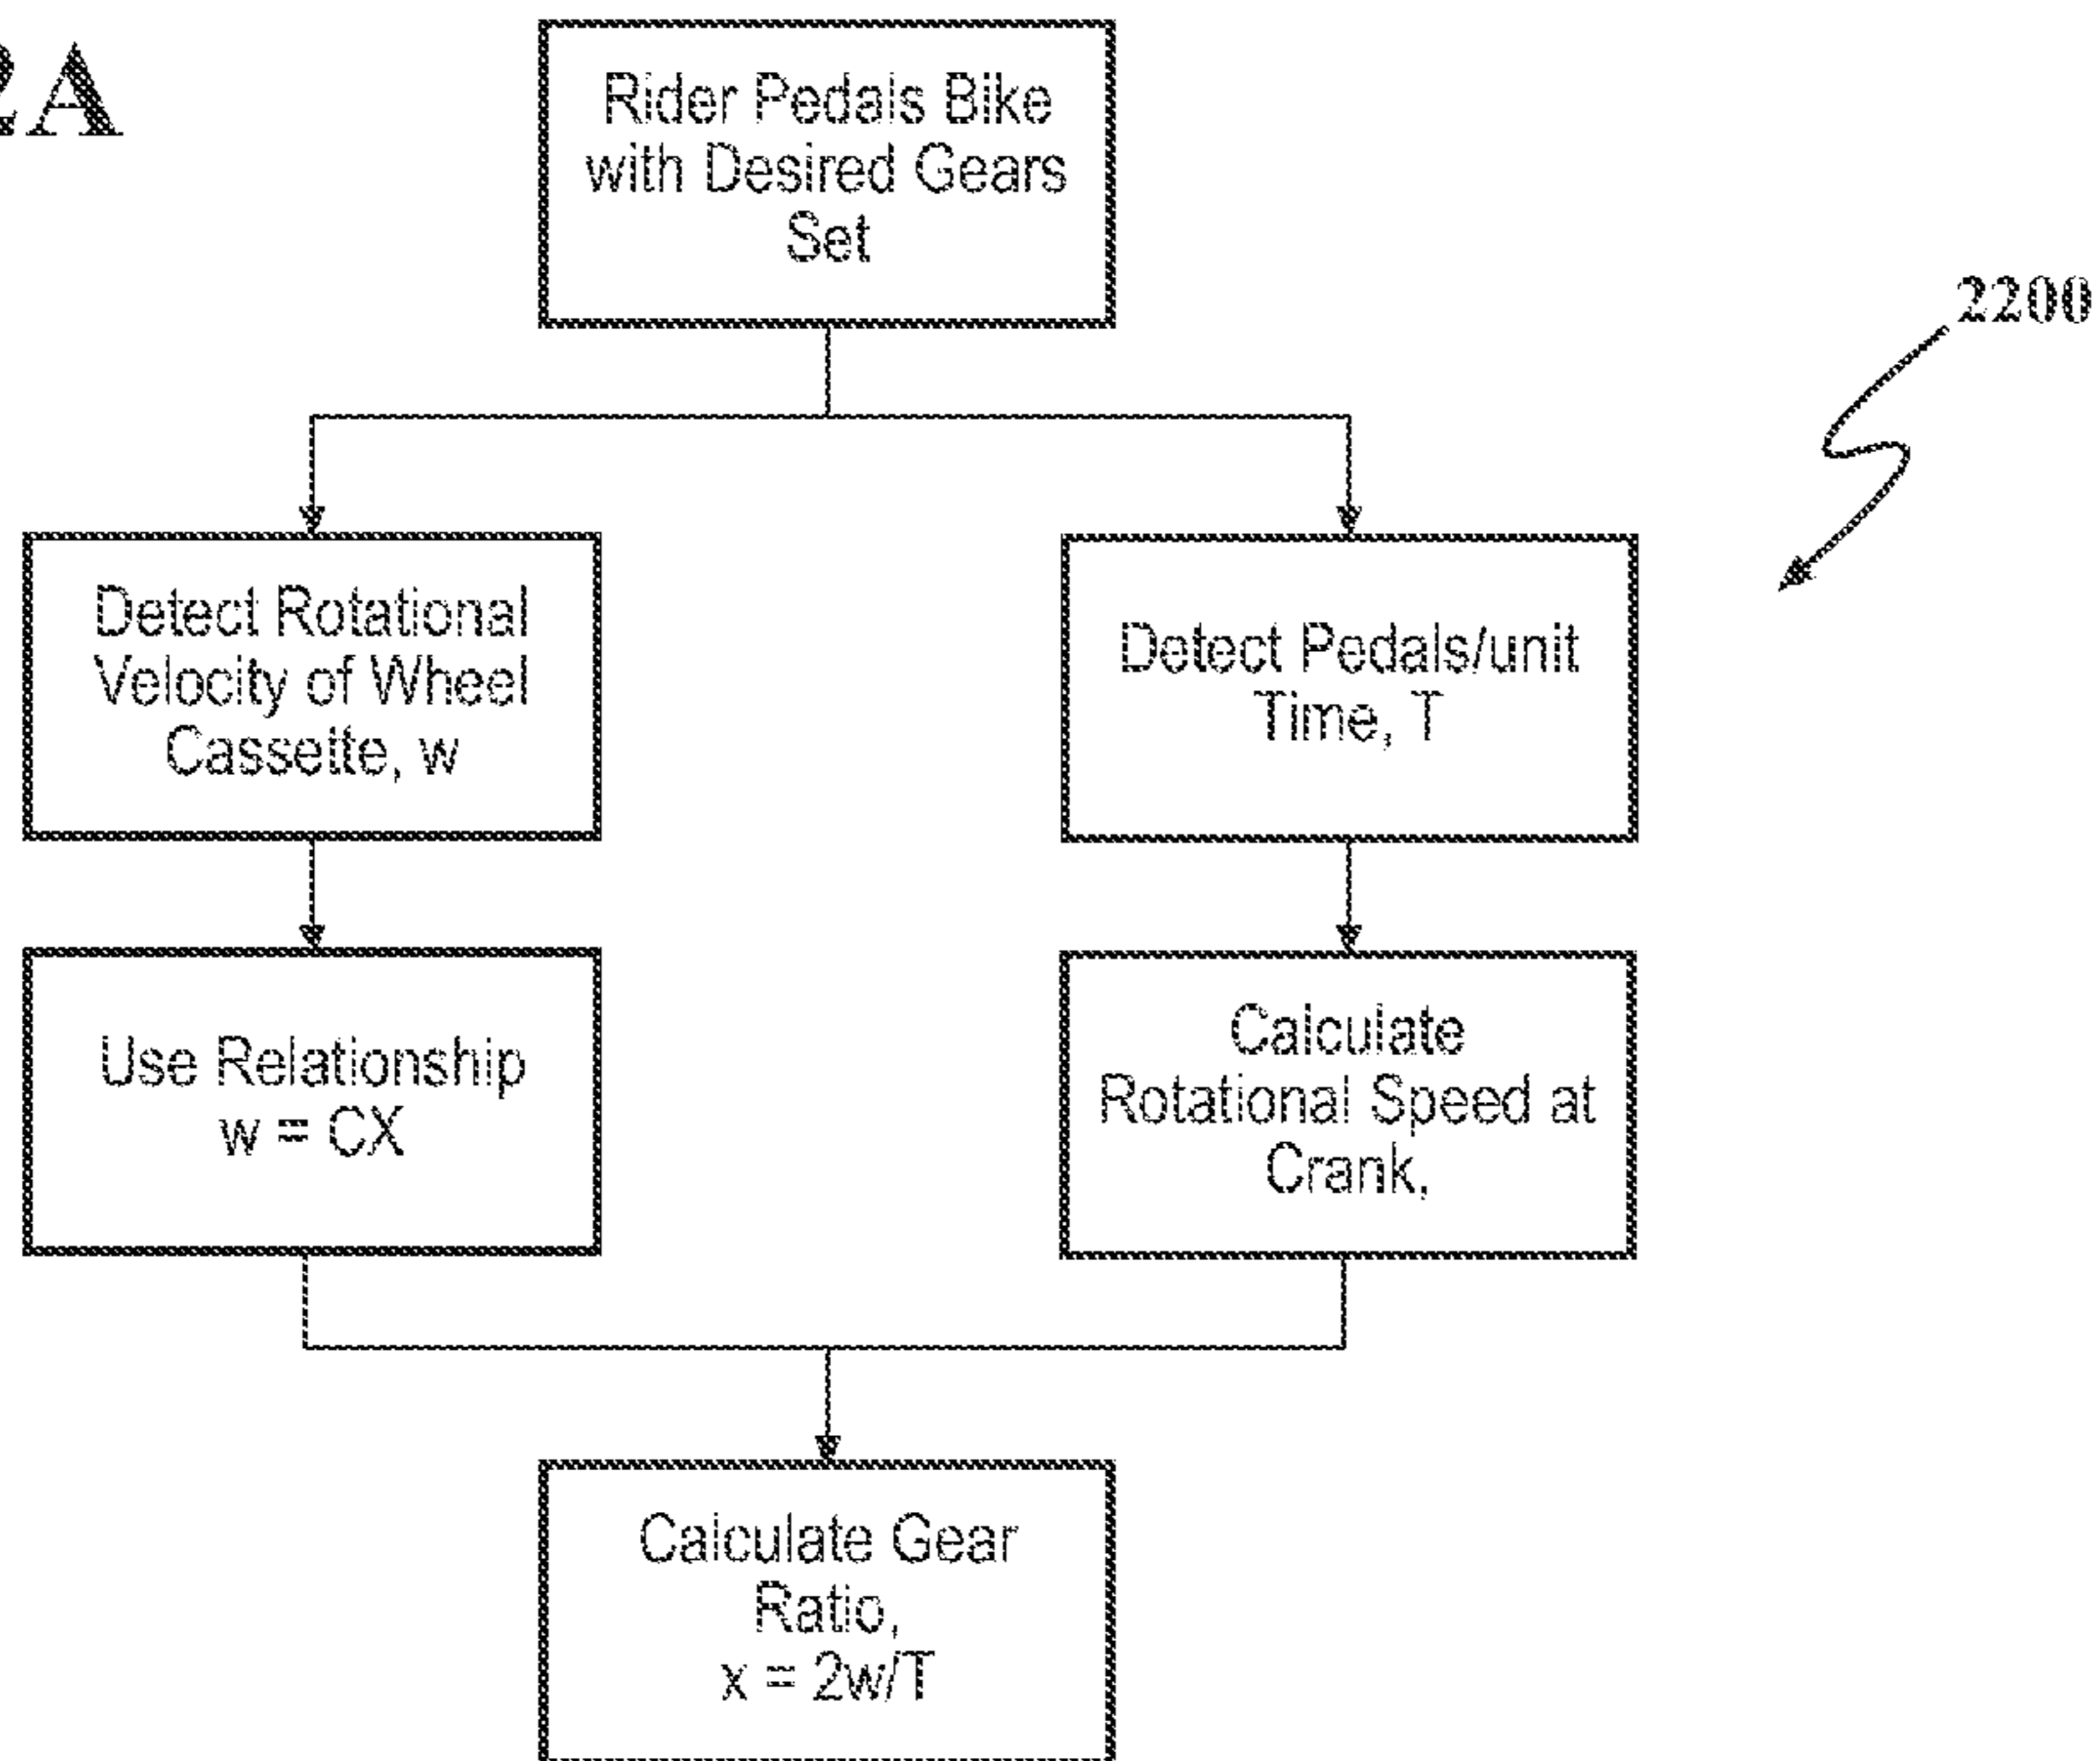 2A
Rider Pedals Bike
with Desired Gears
Set
2200
Detect Rotational
Velocity of Wheel
Cassette, w
Detect Pedals/unit
Time, T
Use Relationship
w = CX
Calculate
Rotational Speed at
Crank,
Calculate Gear
Ratio,
x = 2w/T